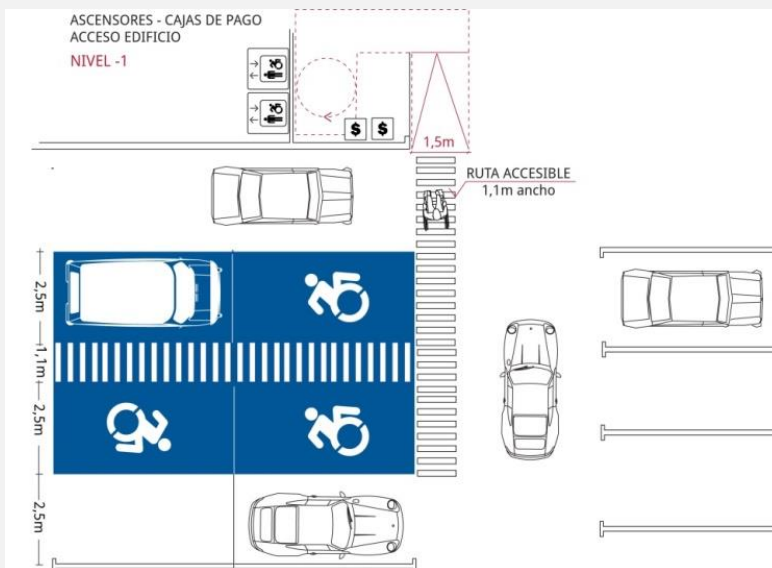 ASCENSORES - CAJAS DE PAGO
ACCESO EDIFICIO
NIVEL -1
$ $
1,5m
RUTA ACCESIBLE
1,1m ancho
2,5m
1,1m
2,5m
2,5m